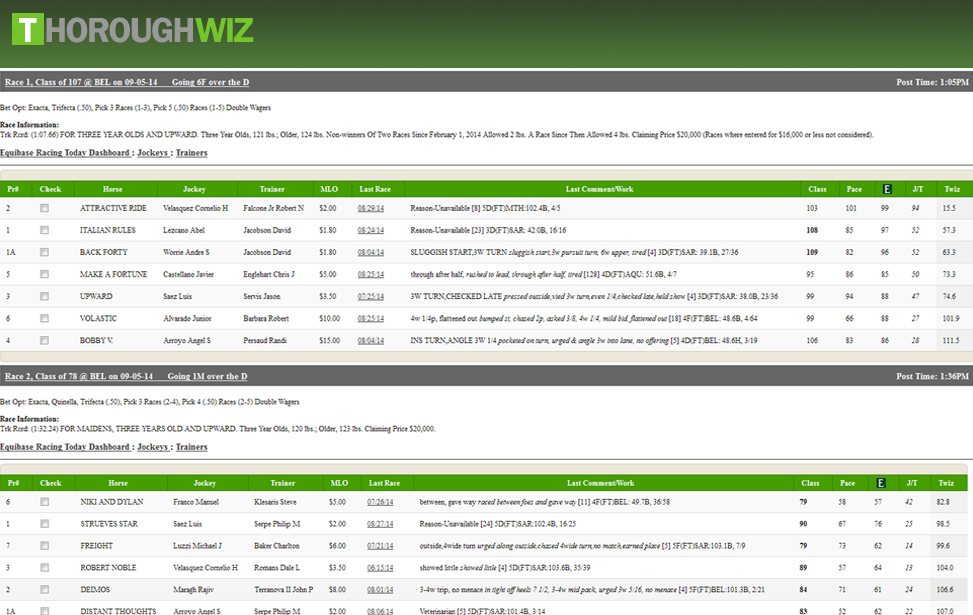 THOROUGHWIZ
Race 1, Class of 107 @ BEL on 09-05-14 Going 6F over the D Post Time: 1:05PM
Bet Opt: Exacta, Trifecta (.50), Pick 3 Races (1-3), Pick 5 (.50) Races (1-5) Double Wagers
Race Information:
Trk Rcrd: (1:07.66) FOR THREE YEAR OLDS AND UPWARD. Three Year Olds, 121 lbs.; Older, 124 lbs. Non-winners Of Two Races Since February 1, 2014 Allowed 2 lbs. A Race Since Then Allowed 4 lbs. Claiming Price $20,000 (Races where entered for $16,000 or less not considered).
Equibase Racing Today Dashboard : Jockeys : Trainers
Pr# Check Horse Jockey Trainer MLO Last Race Last Comment/Work Class Pace E J/T Twiz
2 ATTRACTIVE RIDE Velasquez Cornelio H Falcone Jr Robert N $2.00 08/29/14 Reason-Unavailable [8] 5D(FT)MTH:102.4B, 4/5 103 101 99 94 15.5
1 ITALIAN RULES Lezcano Abel Jacobson David $1.80 08/24/14 Reason-Unavailable [23] 3D(FT)SAR: 42.0B, 16/16 108 85 97 52 57.3
1A BACK FORTY Worrie Andre S Jacobson David $1.80 08/04/14 SLUGGISH START,3W TURN sluggish start,3w pursuit turn, 6w upper, tired [4] 3D(FT)SAR: 39.1B, 27/36 109 82 96 52 63.3
5 MAKE A FORTUNE Castellano Javier Englehart Chris J $5.00 08/25/14 through after half, rushed to lead, through after half, tired [128] 4D(FT)AQU: 51.6B, 4/7 95 86 85 50 73.3
3 UPWARD Saez Luis Servis Jason $3.50 07/25/14 3W TURN,CHECKED LATE pressed outside,vied 3w turn,even 1/4,checked late,held show [4] 3D(FT)SAR: 38.0B, 23/36 99 94 88 47 74.6
6 VOLASTIC Alvarado Junior Barbara Robert $10.00 08/25/14 4w 1/4p, flattened out bumped st, chased 2p, asked 3/8, 4w 1/4, mild bid, flattened out [18] 4F(FT)BEL: 48.6B, 4/64 99 66 88 27 101.9
4 BOBBY V. Arroyo Angel S Persaud Randi $15.00 08/04/14 INS TURN,ANGLE 3W 1/4 pocketed on turn, urged & angle 3w into lane, no offering [5] 4D(FT)BEL: 48.6H, 3/19 106 83 86 28 111.5
Race 2, Class of 78 @ BEL on 09-05-14 Going 1M over the D Post Time: 1:36PM
Bet Opt: Exacta, Quinella, Trifecta (.50), Pick 3 Races (2-4), Pick 4 (.50) Races (2-5) Double Wagers
Race Information:
Trk Rcrd: (1:32.24) FOR MAIDENS, THREE YEARS OLD AND UPWARD. Three Year Olds, 120 lbs.; Older, 123 lbs. Claiming Price $20,000.
Equibase Racing Today Dashboard : Jockeys : Trainers
Pr# Check Horse Jockey Trainer MLO Last Race Last Comment/Work Class Pace E J/T Twiz
6 NIKI AND DYLAN Franco Manuel Klesaris Steve $5.00 07/26/14 between, gave way raced between foes and gave way [11] 4F(FT)BEL: 49.7B, 36/58 79 58 57 42 82.8
1 STRUEVES STAR Saez Luis Serpe Philip M $2.00 08/27/14 Reason-Unavailable [24] 5D(FT)SAR:102.4B, 16/25 90 67 76 25 98.5
7 FREIGHT Luzzi Michael J Baker Charlton $6.00 07/21/14 outside,4wide turn urged along outside,chased 4wide turn,no match,earned place [5] 5F(FT)SAR:103.1B, 7/9 79 73 62 14 99.6
3 ROBERT NOBLE Velasquez Cornelio H Romans Dale L $3.50 06/15/14 showed little showed little [4] 5D(FT)SAR:103.6B, 35/39 89 57 64 13 104.0
2 DEIMOS Maragh Rajiv Terranova II John P $8.00 08/01/14 3-4w trip, no menace in tight off heels 7 1/2, 3-4w mid pack, urged 3w 5/16, no menace [4] 5F(FT)BEL:101.3B, 2/21 84 71 61 24 106.6
1A DISTANT THOUGHTS Arroyo Angel S Serpe Philip M $2.00 08/06/14 Veterinarian [5] 5D(FT)SAR:101.4B, 3/14 83 52 62 22 107.0